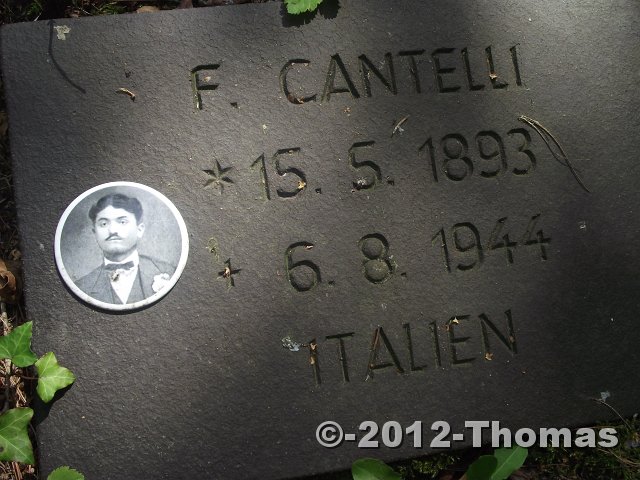 F. CANTELLI
* 15. 5. 1893
+ 6. 8. 1944
ITALIEN
©-2012-Thomas